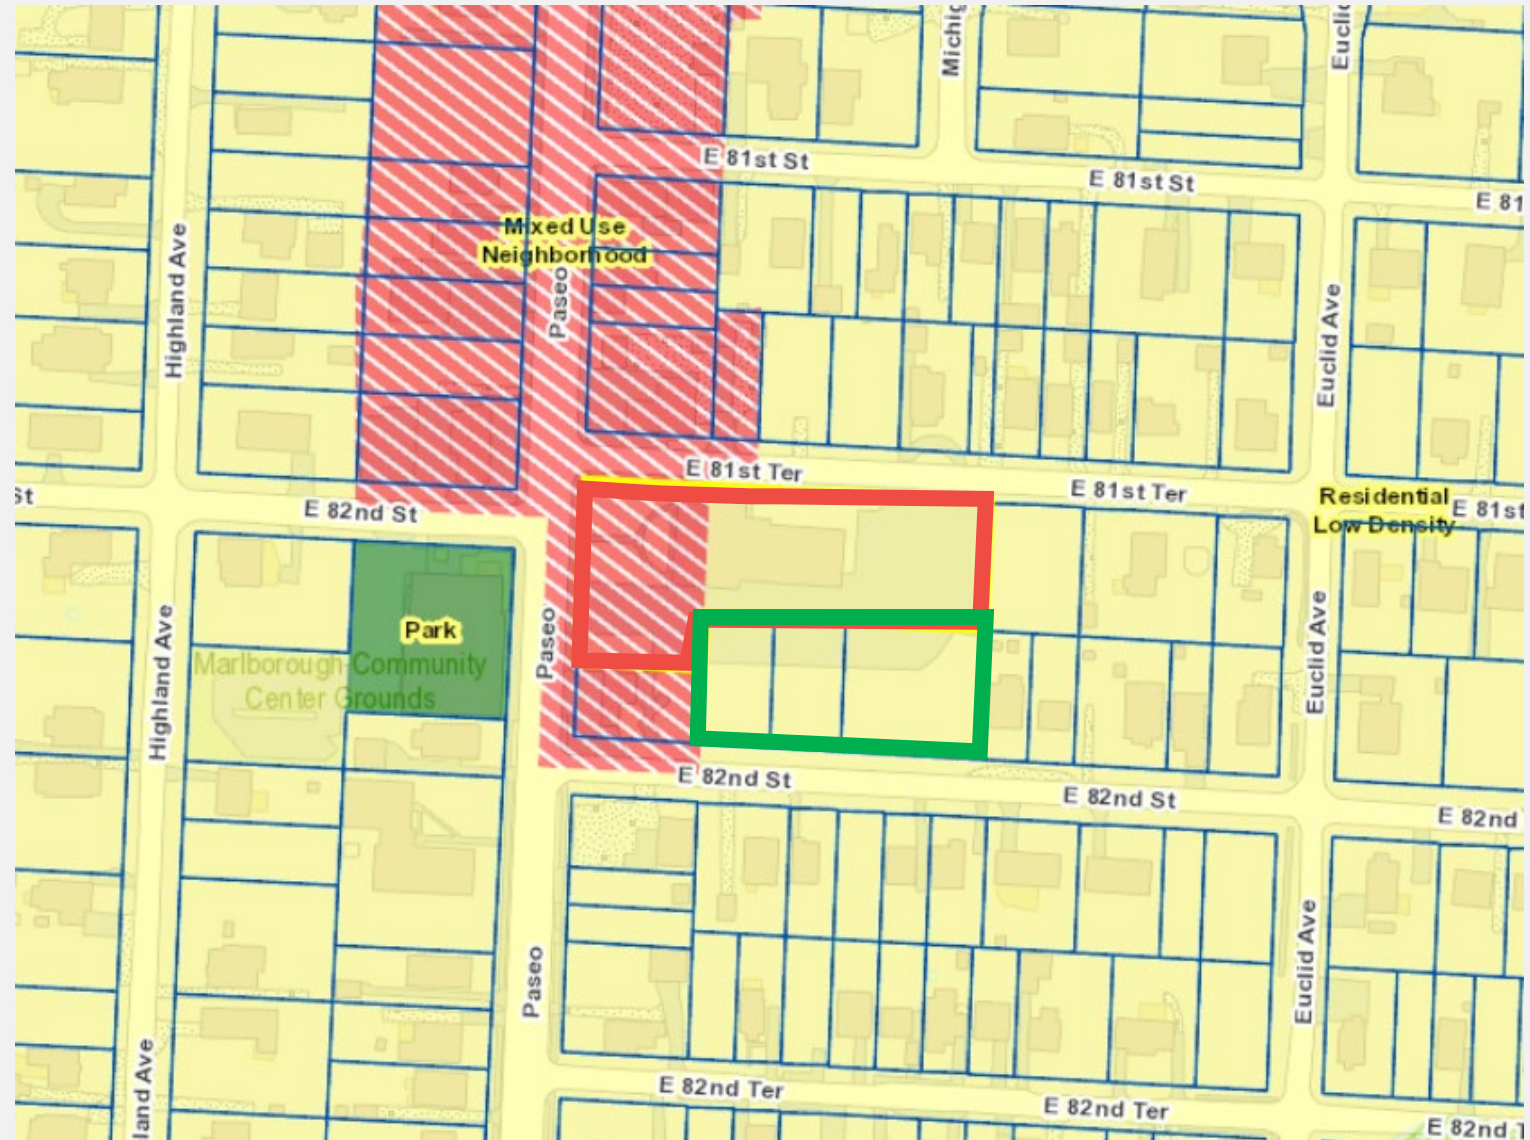 Michig
Euclic
E 81st St
E 81st St
E 81
Mixed Use
Neighborhood
Highland Ave
Paseo
Euclid Ave
E 81st Ter
E 81st Ter
Residential
Low Density
E 81st
St
E 82nd St
Park
Marlborough Community
Center Grounds
Highland Ave
Paseo
Euclid Ave
E 82nd St
E 82nd St
E 82nd
Paseo
Euclid Ave
land Ave
E 82nd Ter
E 82nd Ter
E 82nd T